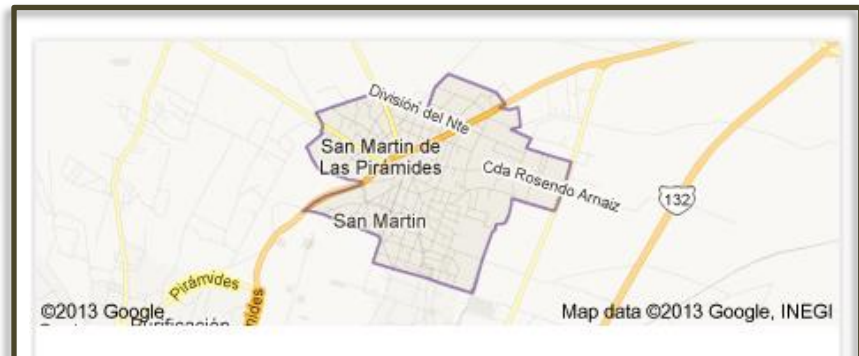 División del Nte
San Martin de
Las Pirámides
Cda Rosendo Arnaiz
132
San Martin
Pirámides
©2013 Google
Map data ©2013 Google, INEGI
Purificación